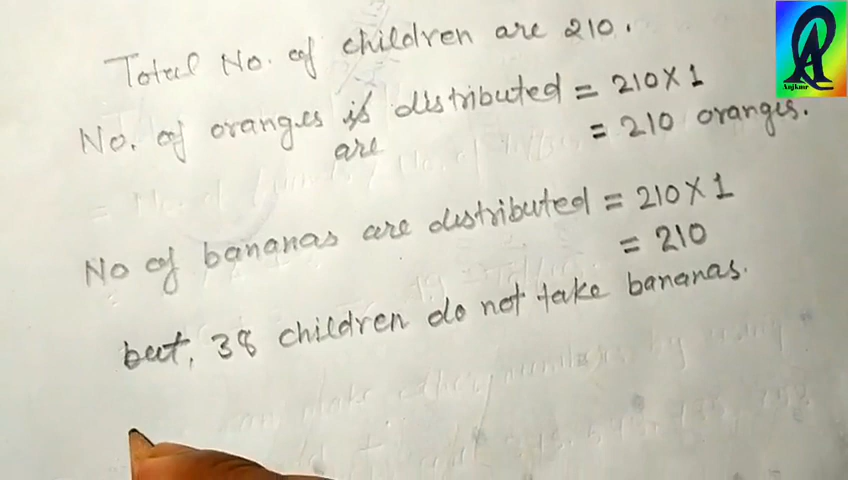 Total No. of children are 210.
No. of oranges is distributed = 210 X 1
are
= 210 oranges.
No of bananas are distributed = 210 X 1
= 210
but, 38 children do not take bananas.
Anjkmr